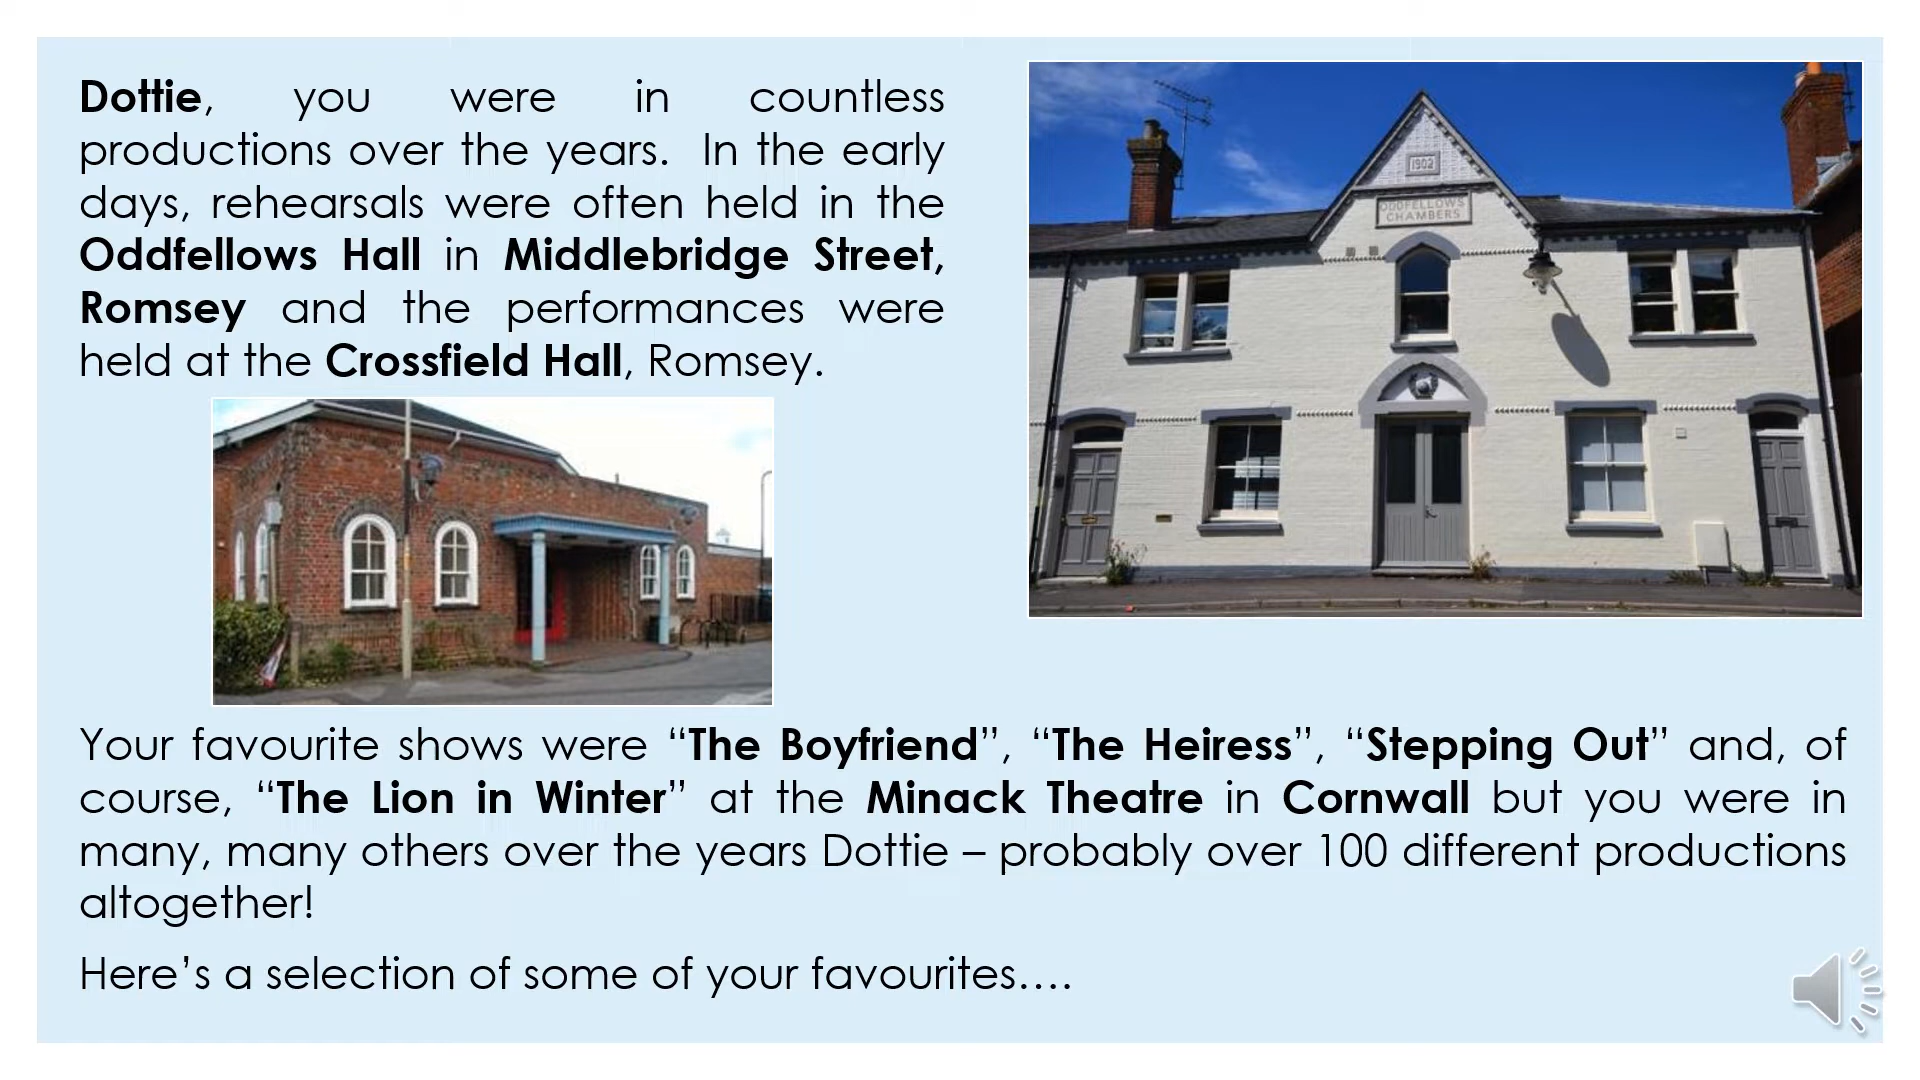 Dottie, you were in countless
productions over the years. In the early
days, rehearsals were often held in the
Oddfellows Hall in Middlebridge Street,
Romsey and the performances were
held at the Crossfield Hall, Romsey.
1902
ODDFELLOWS
CHAMBERS
Your favourite shows were “The Boyfriend”, “The Heiress”, “Stepping Out” and, of
course, “The Lion in Winter” at the Minack Theatre in Cornwall but you were in
many, many others over the years Dottie – probably over 100 different productions
altogether!
Here’s a selection of some of your favourites….